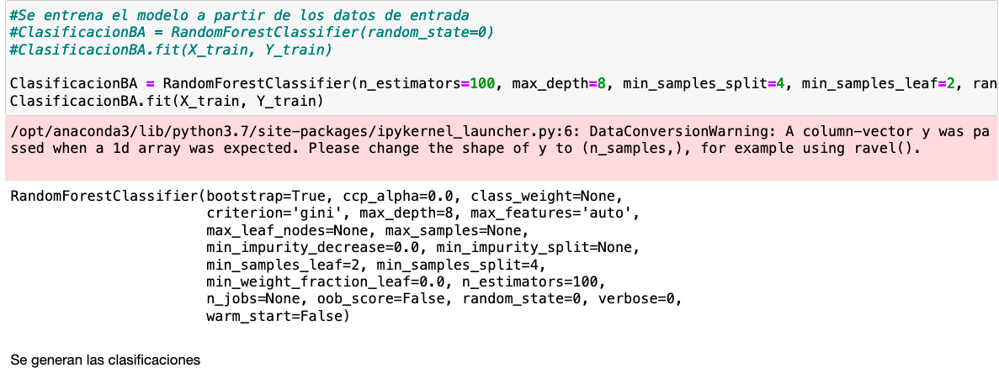 #Se entrena el modelo a partir de los datos de entrada
#ClasificacionBA = RandomForestClassifier(random_state=0)
#ClasificacionBA.fit(X_train, Y_train)
ClasificacionBA = RandomForestClassifier(n_estimators=100, max_depth=8, min_samples_split=4, min_samples_leaf=2, ran
ClasificacionBA.fit(X_train, Y_train)
/opt/anaconda3/lib/python3.7/site-packages/ipykernel_launcher.py:6: DataConversionWarning: A column-vector y was pa
ssed when a 1d array was expected. Please change the shape of y to (n_samples,), for example using ravel().
RandomForestClassifier(bootstrap=True, ccp_alpha=0.0, class_weight=None,
criterion='gini', max_depth=8, max_features='auto',
max_leaf_nodes=None, max_samples=None,
min_impurity_decrease=0.0, min_impurity_split=None,
min_samples_leaf=2, min_samples_split=4,
min_weight_fraction_leaf=0.0, n_estimators=100,
n_jobs=None, oob_score=False, random_state=0, verbose=0,
warm_start=False)
Se generan las clasificaciones